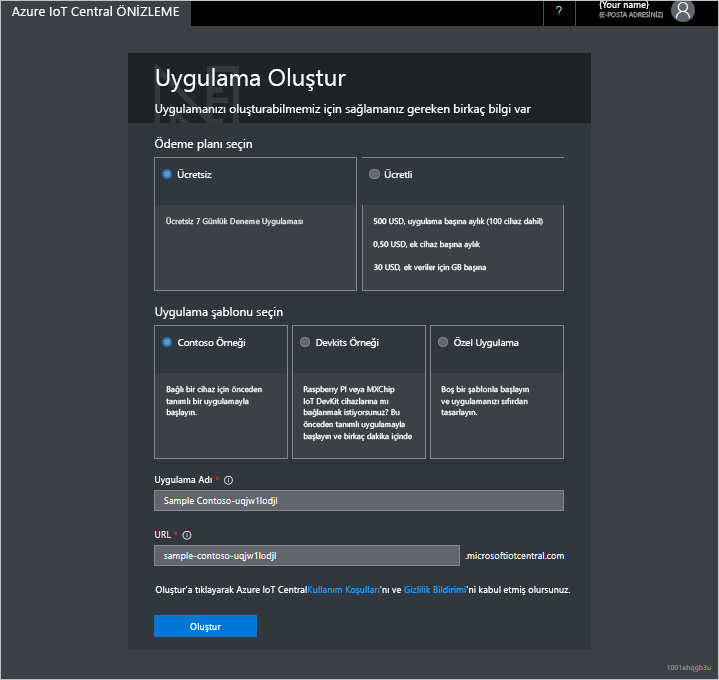 Azure IoT Central ÖNİZLEME
?
{Your name}
(E-POSTA ADRESİNİZ)
Uygulama Oluştur
Uygulamanızı oluşturabilmemiz için sağlamanız gereken birkaç bilgi var
Ödeme planı seçin
Ücretsiz
Ücretli
Ücretsiz 7 Günlük Deneme Uygulaması
500 USD, uygulama başına aylık (100 cihaz dahil)
0,50 USD, ek cihaz başına aylık
30 USD, ek veriler için GB başına
Uygulama şablonu seçin
Contoso Örneği
Bağlı bir cihaz için önceden
tanımlı bir uygulamayla
başlayın.
Devkits Örneği
Raspberry PI veya MXChip
IoT DevKit cihazlarına mı
bağlanmak istiyorsunuz? Bu
önceden tanımlı uygulamayla
başlayın ve birkaç dakika içinde
Özel Uygulama
Boş bir şablonla başlayın
ve uygulamanızı sıfırdan
tasarlayın.
Uygulama Adı *
Sample Contoso-uqjw1lodjl
URL *
sample-contoso-uqjw1lodjl
.microsoftiotcentral.com
Oluştur'a tıklayarak Azure IoT CentralKullanım Koşulları'nı ve Gizlilik Bildirimi'ni kabul etmiş olursunuz.
Oluştur
1001ehqgb3u